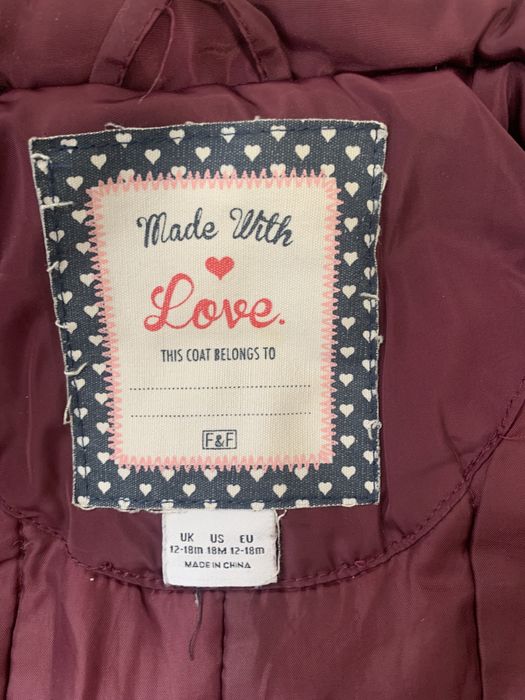 Made With
Love.
THIS COAT BELONGS TO
F&F
UK US EU
12-18m 18M 12-18m
MADE IN CHINA